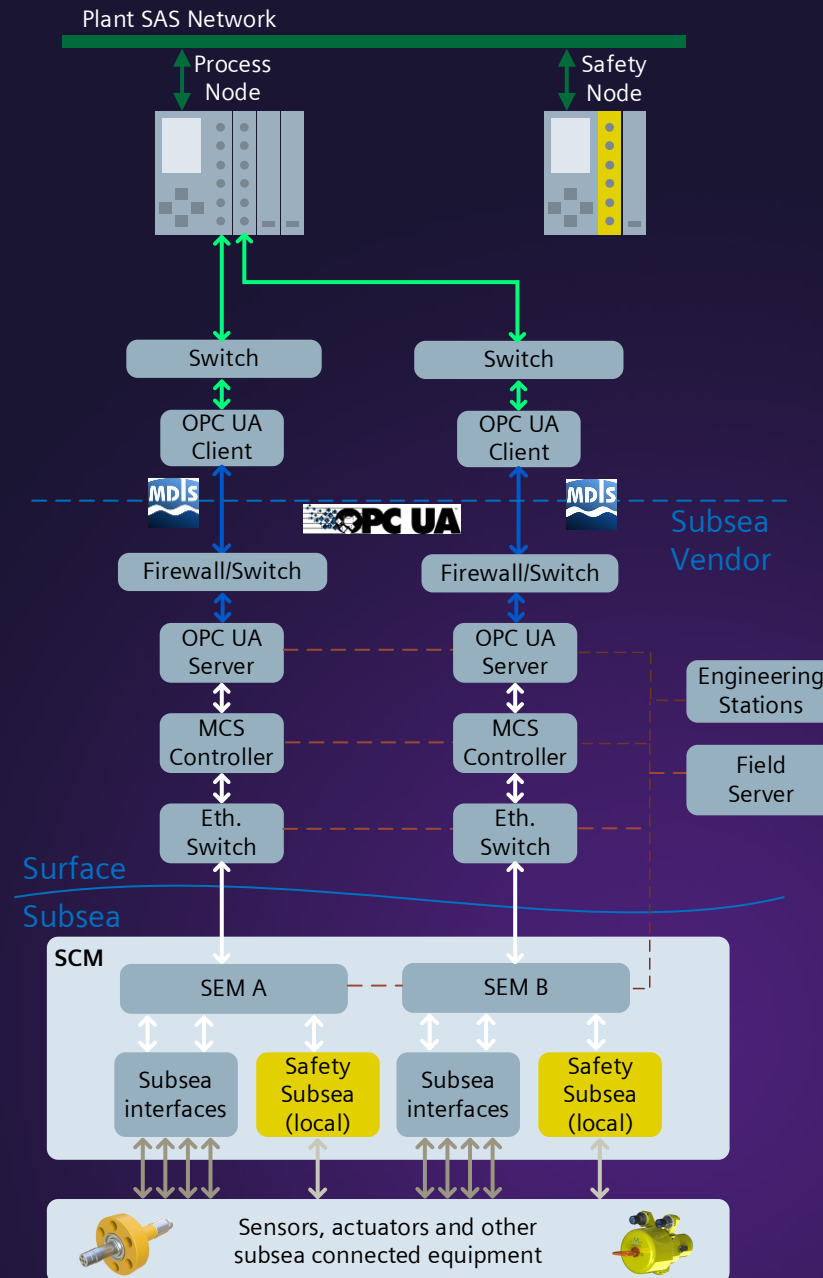 Plant SAS Network
Process
Node
Safety
Node
Switch
Switch
OPC UA
Client
OPC UA
Client
MDIS
OPC UA
MDIS
Subsea
Vendor
Firewall/Switch
Firewall/Switch
OPC UA
Server
OPC UA
Server
Engineering
Stations
MCS
Controller
MCS
Controller
Field
Server
Eth.
Switch
Eth.
Switch
Surface
Subsea
SCM
SEM A
SEM B
Subsea
interfaces
Safety
Subsea
(local)
Subsea
interfaces
Safety
Subsea
(local)
Sensors, actuators and other
subsea connected equipment